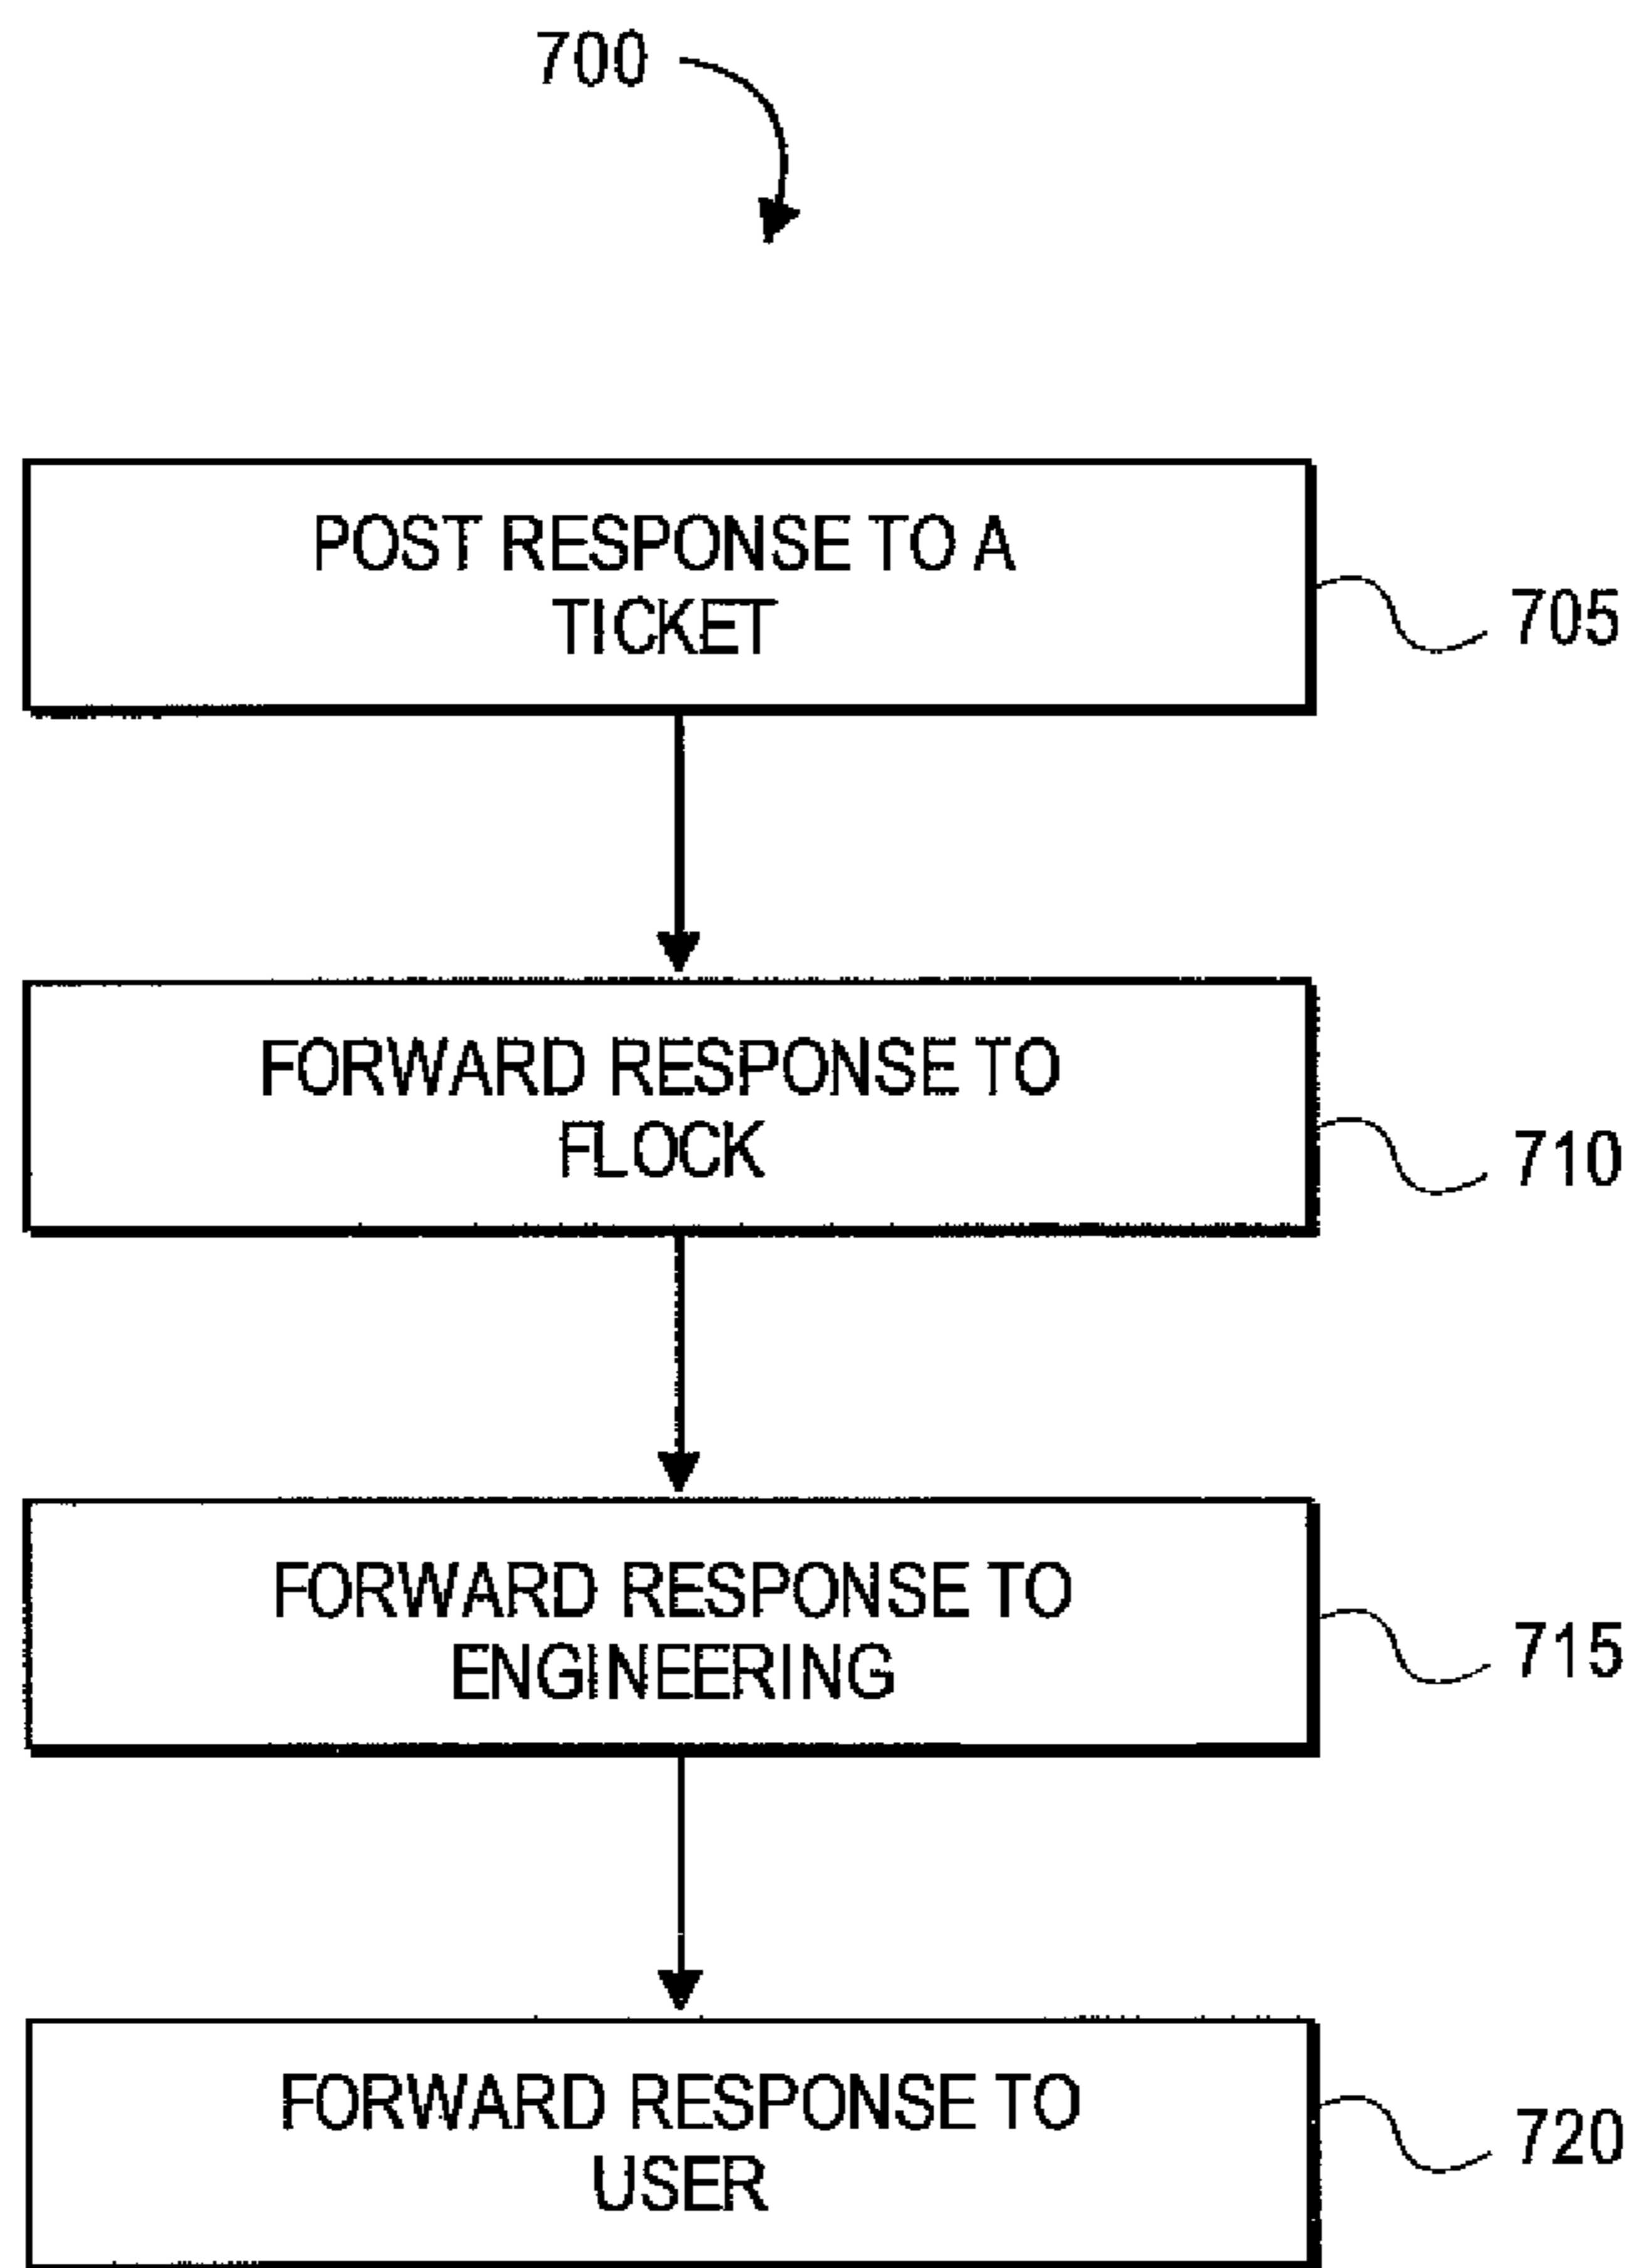 700
POST RESPONSE TO A
TICKET
705
FORWARD RESPONSE TO
FLOCK
710
FORWARD RESPONSE TO
ENGINEERING
715
FORWARD RESPONSE TO
USER
720